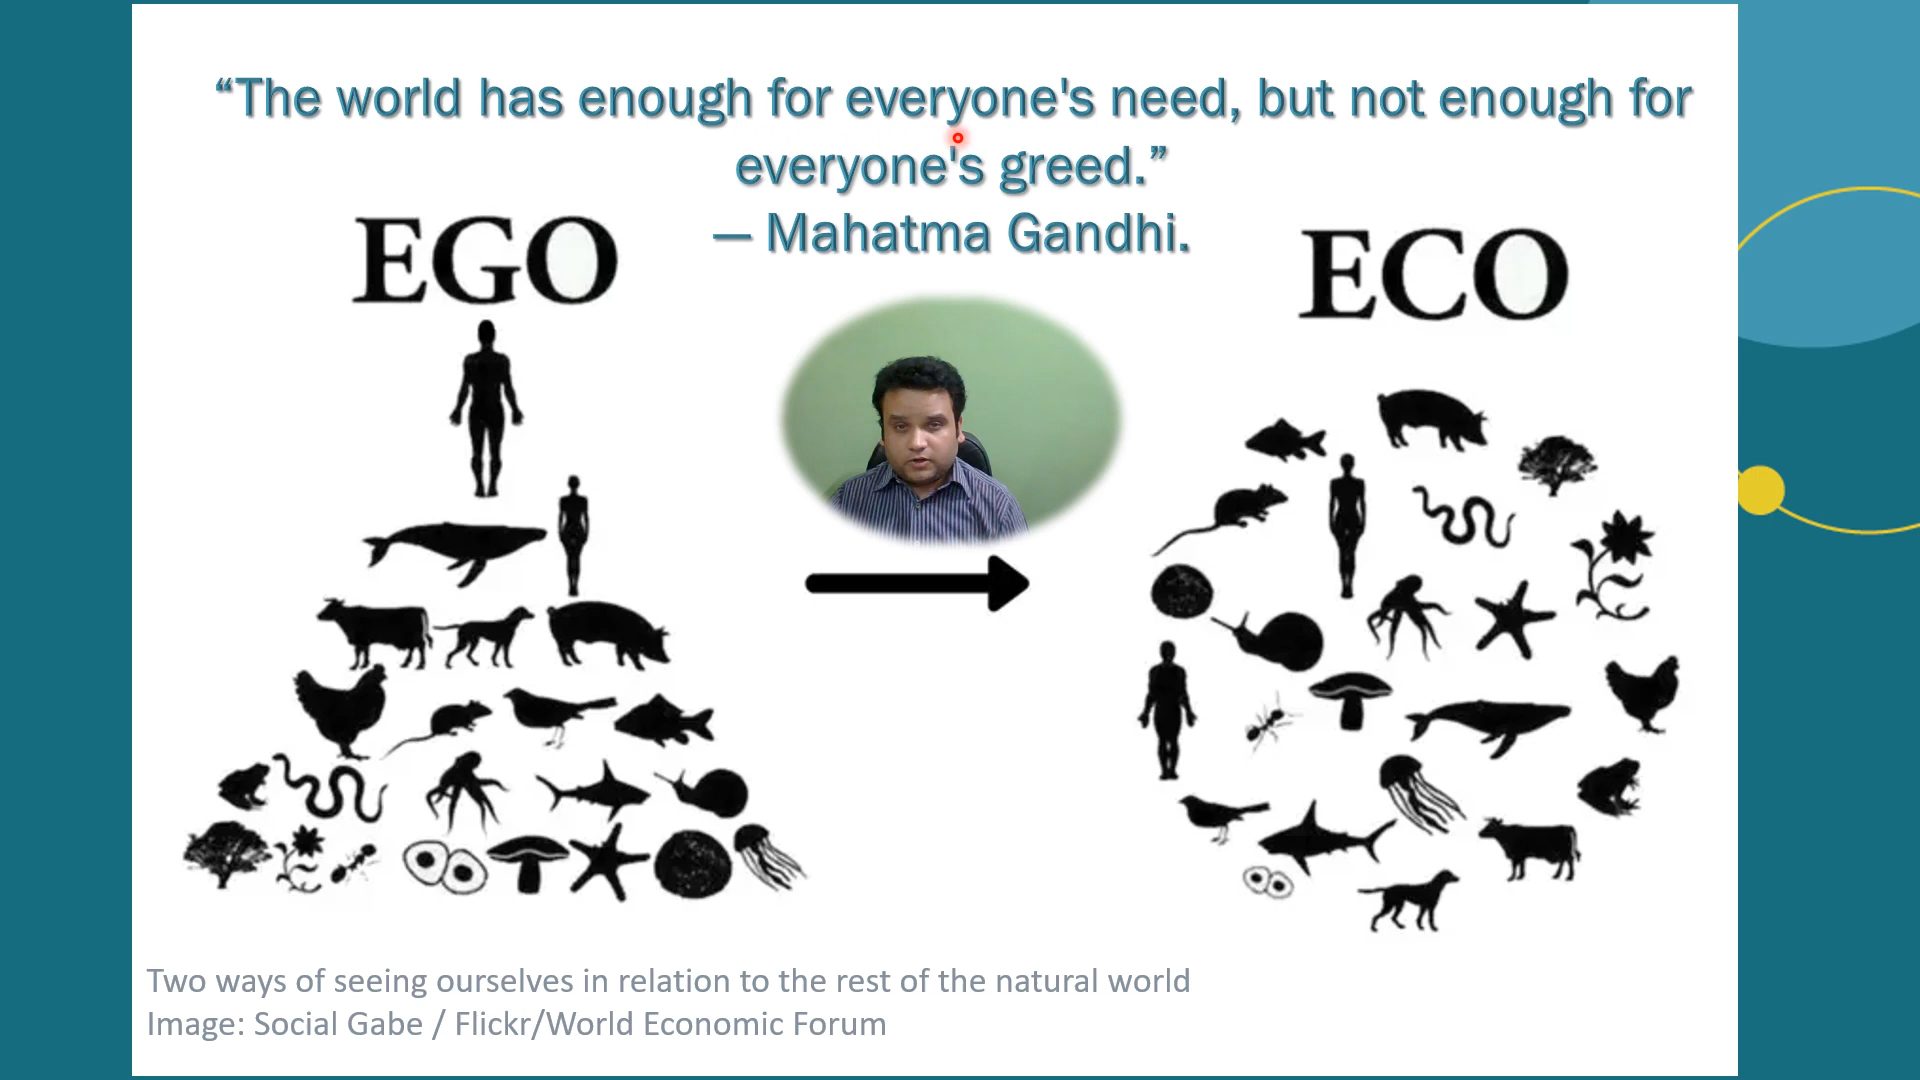 “The world has enough for everyone's need, but not enough for
everyone's greed.”
— Mahatma Gandhi.
EGO
ECO
Two ways of seeing ourselves in relation to the rest of the natural world
Image: Social Gabe / Flickr/World Economic Forum